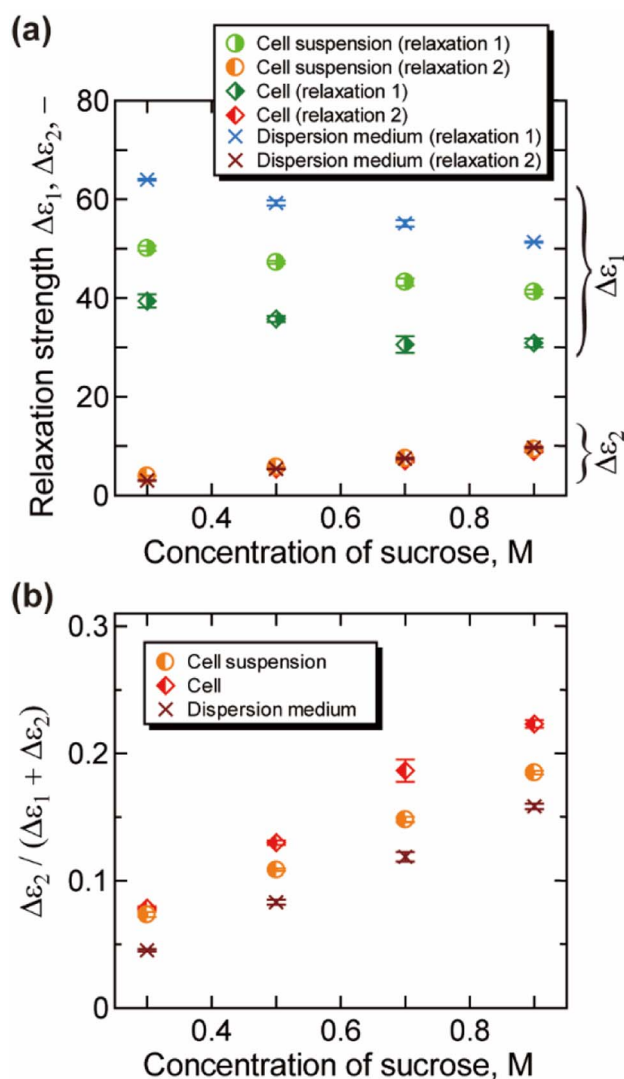 (a)
Cell suspension (relaxation 1)
Cell suspension (relaxation 2)
Cell (relaxation 1)
Cell (relaxation 2)
Dispersion medium (relaxation 1)
Dispersion medium (relaxation 2)
Relaxation strength Δε₁, Δε₂, –
80
60
40
20
0
Δε₁
Δε₂
0.4 0.6 0.8
Concentration of sucrose, M
(b)
Cell suspension
Cell
Dispersion medium
Δε₂ / (Δε₁ + Δε₂)
0.3
0.2
0.1
0
0.4 0.6 0.8
Concentration of sucrose, M